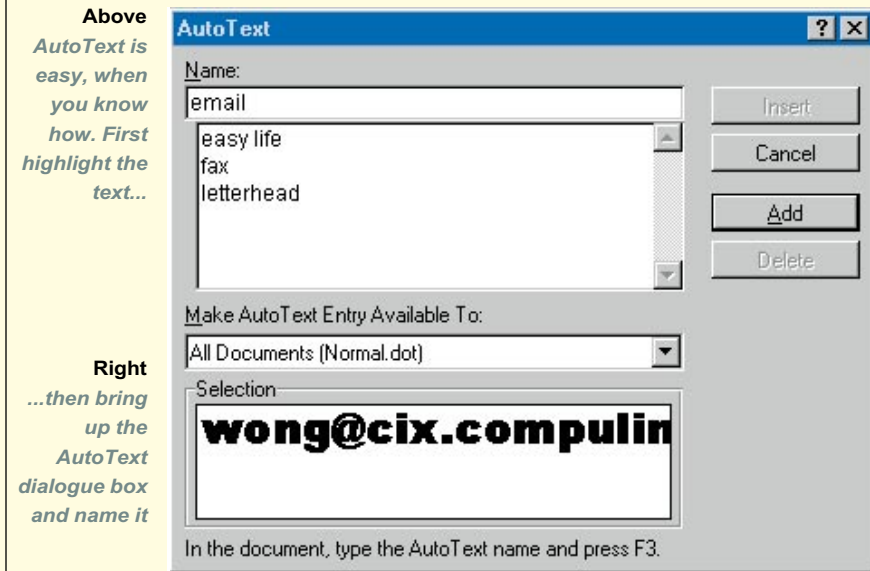 Above
AutoText is
easy, when
you know
how. First
highlight the
text...
Right
...then bring
up the
AutoText
dialogue box
and name it
AutoText
Name:
email
easy life
fax
letterhead
Insert
Cancel
Add
Delete
Make AutoText Entry Available To:
All Documents (Normal.dot)
Selection
wong@cix.compulin
In the document, type the AutoText name and press F3.